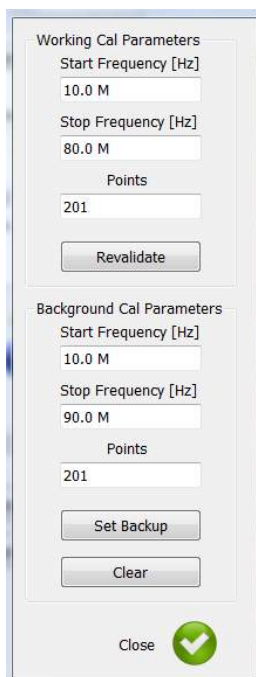 Working Cal Parameters
Start Frequency [Hz]
10.0 M
Stop Frequency [Hz]
80.0 M
Points
201
Revalidate
Background Cal Parameters
Start Frequency [Hz]
10.0 M
Stop Frequency [Hz]
90.0 M
Points
201
Set Backup
Clear
Close